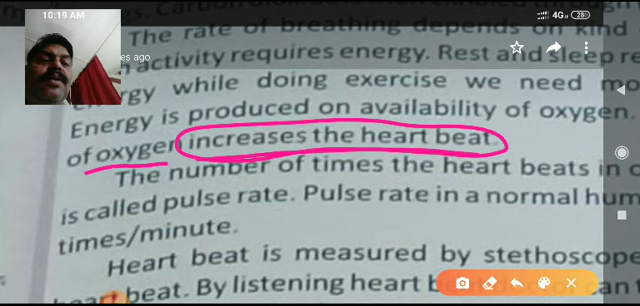 10:19 AM
4G
28
The rate of breathing depends on kind
es ago
activity requires energy. Rest and sleep re
while doing exercise we need mo
Energy is produced on availability of oxygen.
of oxygen increases the heart beat.
The number of times the heart beats in
is called pulse rate. Pulse rate in a normal hum
times/minute.
Heart beat is measured by stethoscope
beat. By listening heart